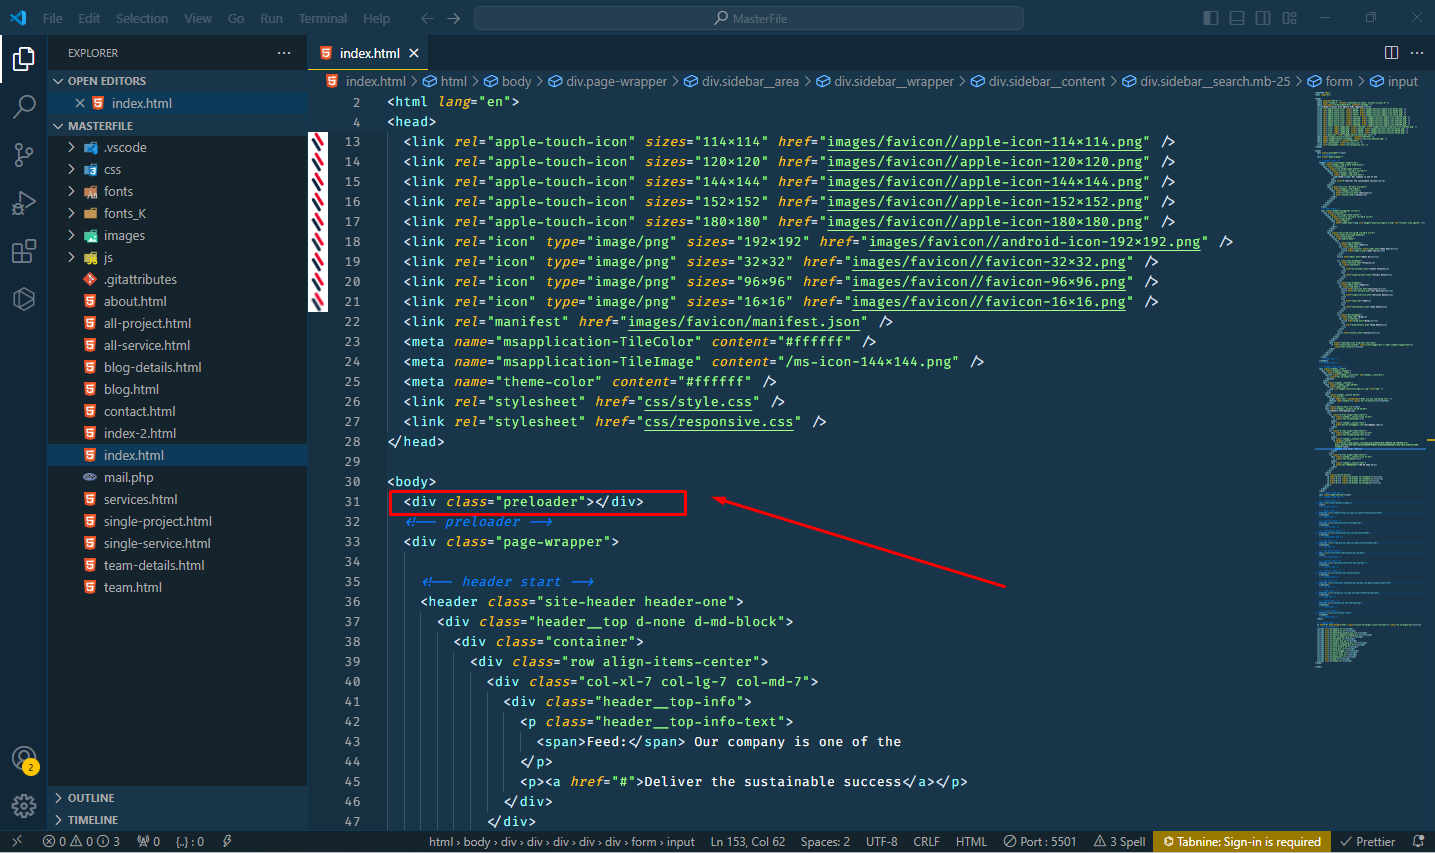 File Edit Selection View Go Run Terminal Help
MasterFile
EXPLORER
OPEN EDITORS
index.html
MASTERFILE
.vscode
css
fonts
fonts_K
images
js
.gitattributes
about.html
all-project.html
all-service.html
blog-details.html
blog.html
contact.html
index-2.html
index.html
mail.php
services.html
single-project.html
single-service.html
team-details.html
team.html
OUTLINE
TIMELINE
2
index.html
index.html > html > body > div.page-wrapper > div.sidebar__area > div.sidebar__wrapper > div.sidebar__content > div.sidebar__search.mb-25 > form > input
2 <html lang="en">
4 <head>
13 <link rel="apple-touch-icon" sizes="114×114" href="images/favicon//apple-icon-114×114.png" />
14 <link rel="apple-touch-icon" sizes="120×120" href="images/favicon//apple-icon-120×120.png" />
15 <link rel="apple-touch-icon" sizes="144×144" href="images/favicon//apple-icon-144×144.png" />
16 <link rel="apple-touch-icon" sizes="152×152" href="images/favicon//apple-icon-152×152.png" />
17 <link rel="apple-touch-icon" sizes="180×180" href="images/favicon//apple-icon-180×180.png" />
18 <link rel="icon" type="image/png" sizes="192×192" href="images/favicon//android-icon-192×192.png" />
19 <link rel="icon" type="image/png" sizes="32×32" href="images/favicon//favicon-32×32.png" />
20 <link rel="icon" type="image/png" sizes="96×96" href="images/favicon//favicon-96×96.png" />
21 <link rel="icon" type="image/png" sizes="16×16" href="images/favicon//favicon-16×16.png" />
22 <link rel="manifest" href="images/favicon/manifest.json" />
23 <meta name="msapplication-TileColor" content="#ffffff" />
24 <meta name="msapplication-TileImage" content="/ms-icon-144×144.png" />
25 <meta name="theme-color" content="#ffffff" />
26 <link rel="stylesheet" href="css/style.css" />
27 <link rel="stylesheet" href="css/responsive.css" />
28 </head>
29
30 <body>
31 <div class="preloader"></div>
32 <!-- preloader -->
33 <div class="page-wrapper">
34
35 <!-- header start -->
36 <header class="site-header header-one">
37 <div class="header__top d-none d-md-block">
38 <div class="container">
39 <div class="row align-items-center">
40 <div class="col-xl-7 col-lg-7 col-md-7">
41 <div class="header__top-info">
42 <p class="header__top-info-text">
43 <span>Feed:</span> Our company is one of the
44 </p>
45 <p><a href="#">Deliver the sustainable success</a></p>
46 </div>
47 </div>
0 0 3 0 {..} : 0 html › body › div › div › div › div › div › form › input Ln 153, Col 62 Spaces: 2 UTF-8 CRLF HTML Port : 5501 3 Spell Tabnine: Sign-in is required Prettier